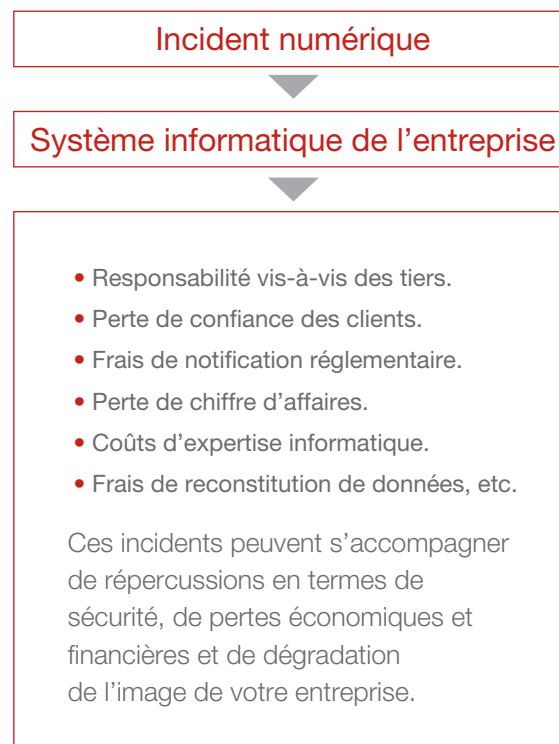 Incident numérique
Système informatique de l’entreprise
• Responsabilité vis-à-vis des tiers.
• Perte de confiance des clients.
• Frais de notification réglementaire.
• Perte de chiffre d’affaires.
• Coûts d’expertise informatique.
• Frais de reconstitution de données, etc.
Ces incidents peuvent s’accompagner
de répercussions en termes de
sécurité, de pertes économiques et
financières et de dégradation
de l’image de votre entreprise.